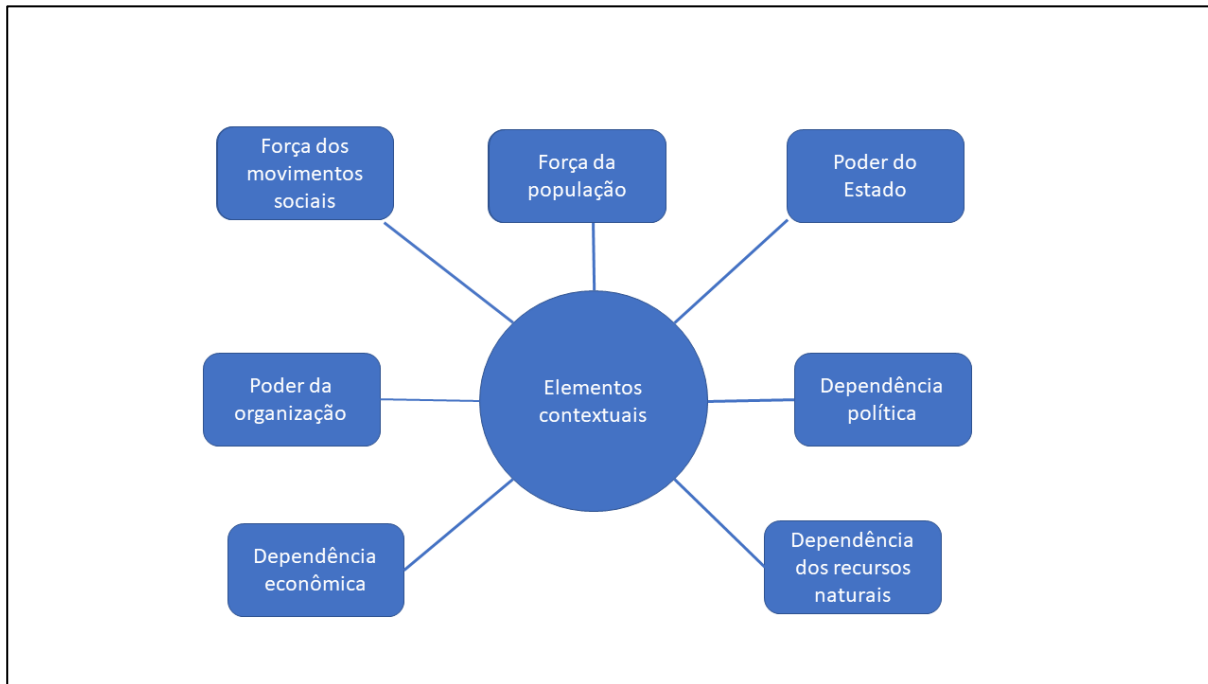 Força dos
movimentos
sociais
Força da
população
Poder do
Estado
Poder da
organização
Elementos
contextuais
Dependência
política
Dependência
econômica
Dependência
dos recursos
naturais